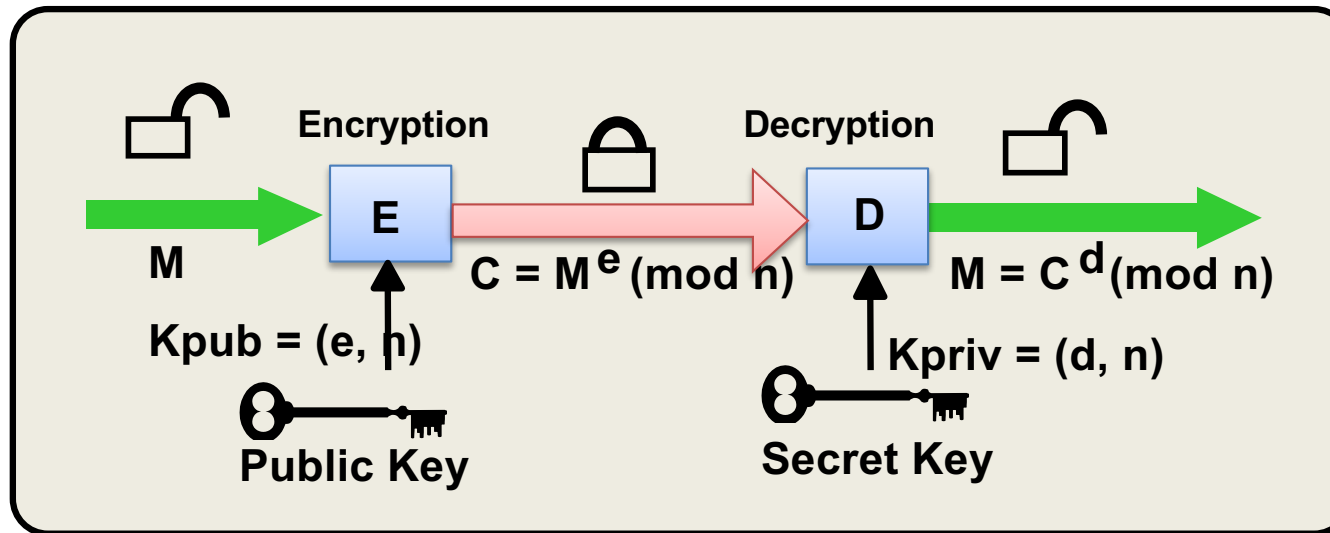 Encryption
Decryption
E
D
M
C = M^e (mod n)
M = C^d (mod n)
Kpub = (e, n)
Kpriv = (d, n)
Public Key
Secret Key